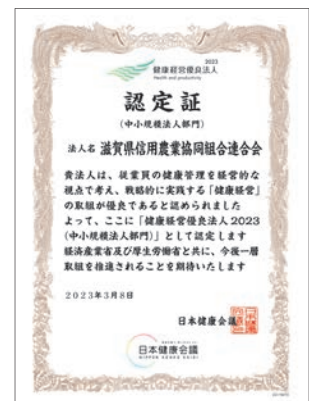 2023
健康経営優良法人
Health and productivity
認定証
（中小規模法人部門）
法人名 滋賀県信用農業協同組合連合会
貴法人は、従業員の健康管理を経営的な
視点で考え、戦略的に実践する「健康経営」
の取組が優良であると認められました
よって、ここに「健康経営優良法人2023
（中小規模法人部門）」として認定します
経済産業省及び厚生労働省と共に、今後一層
取組を推進されることを期待いたします
2023年3月8日
日本健康会議
日本健康会議
NIPPON KENKO KAIGI